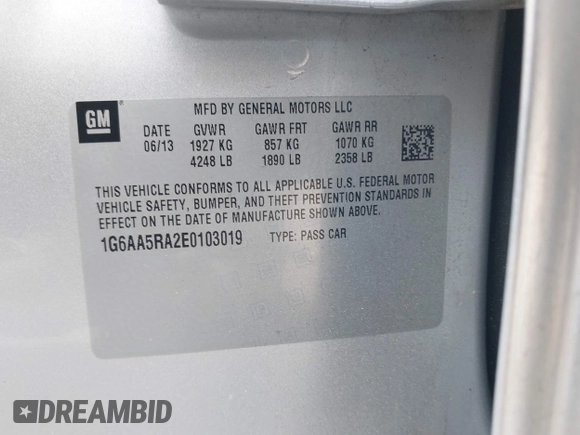 GM
MFD BY GENERAL MOTORS LLC
DATE GVWR GAWR FRT GAWR RR
06/13 1927 KG 857 KG 1070 KG
4248 LB 1890 LB 2358 LB
THIS VEHICLE CONFORMS TO ALL APPLICABLE U.S. FEDERAL MOTOR
VEHICLE SAFETY, BUMPER, AND THEFT PREVENTION STANDARDS IN
EFFECT ON THE DATE OF MANUFACTURE SHOWN ABOVE.
1G6AA5RA2E0103019 TYPE: PASS CAR
DREAMBID